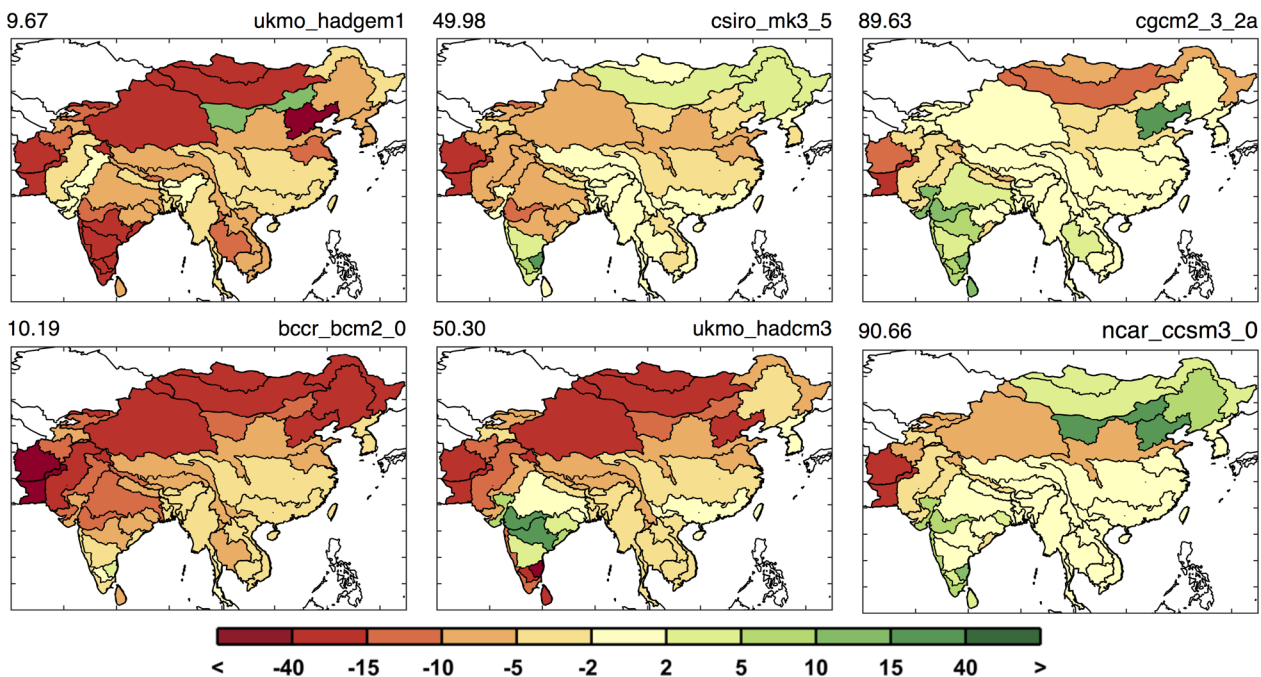 9.67 ukmo_hadgem1 49.98 csiro_mk3_5 89.63 cgcm2_3_2a
10.19 bccr_bcm2_0 50.30 ukmo_hadcm3 90.66 ncar_ccsm3_0
< -40 -15 -10 -5 -2 2 5 10 15 40 >